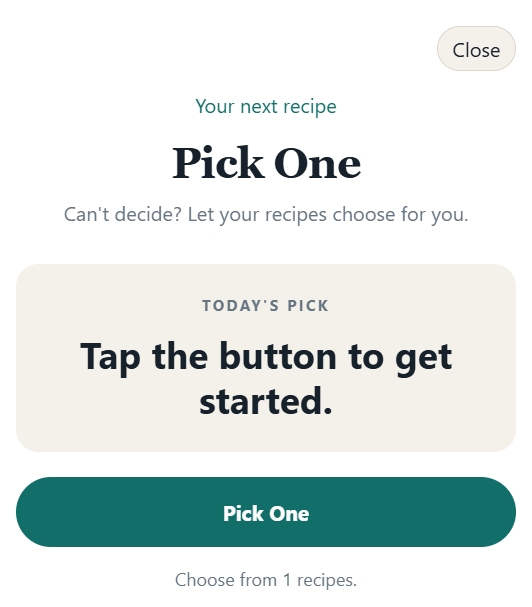 Close
Your next recipe
Pick One
Can't decide? Let your recipes choose for you.
TODAY'S PICK
Tap the button to get
started.
Pick One
Choose from 1 recipes.